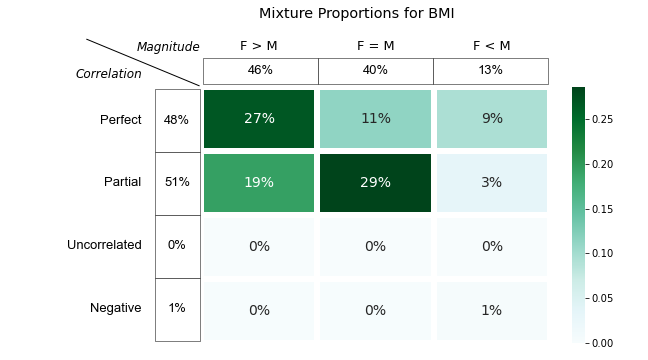 Mixture Proportions for BMI
Magnitude F > M F = M F < M
Correlation 46% 40% 13%
Perfect 48% 27% 11% 9%
Partial 51% 19% 29% 3%
Uncorrelated 0% 0% 0% 0%
Negative 1% 0% 0% 1%
0.25
0.20
0.15
0.10
0.05
0.00